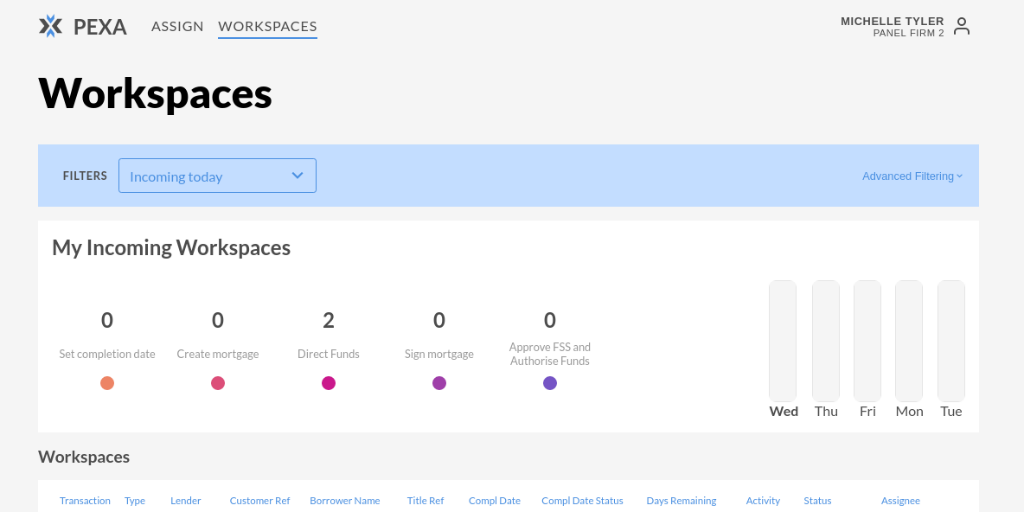 PEXA ASSIGN WORKSPACES MICHELLE TYLER
PANEL FIRM 2
Workspaces
FILTERS Incoming today Advanced Filtering
My Incoming Workspaces
0 0 2 0 0
Set completion date Create mortgage Direct Funds Sign mortgage Approve FSS and
Authorise Funds
Wed Thu Fri Mon Tue
Workspaces
Transaction Type Lender Customer Ref Borrower Name Title Ref Compl Date Compl Date Status Days Remaining Activity Status Assignee